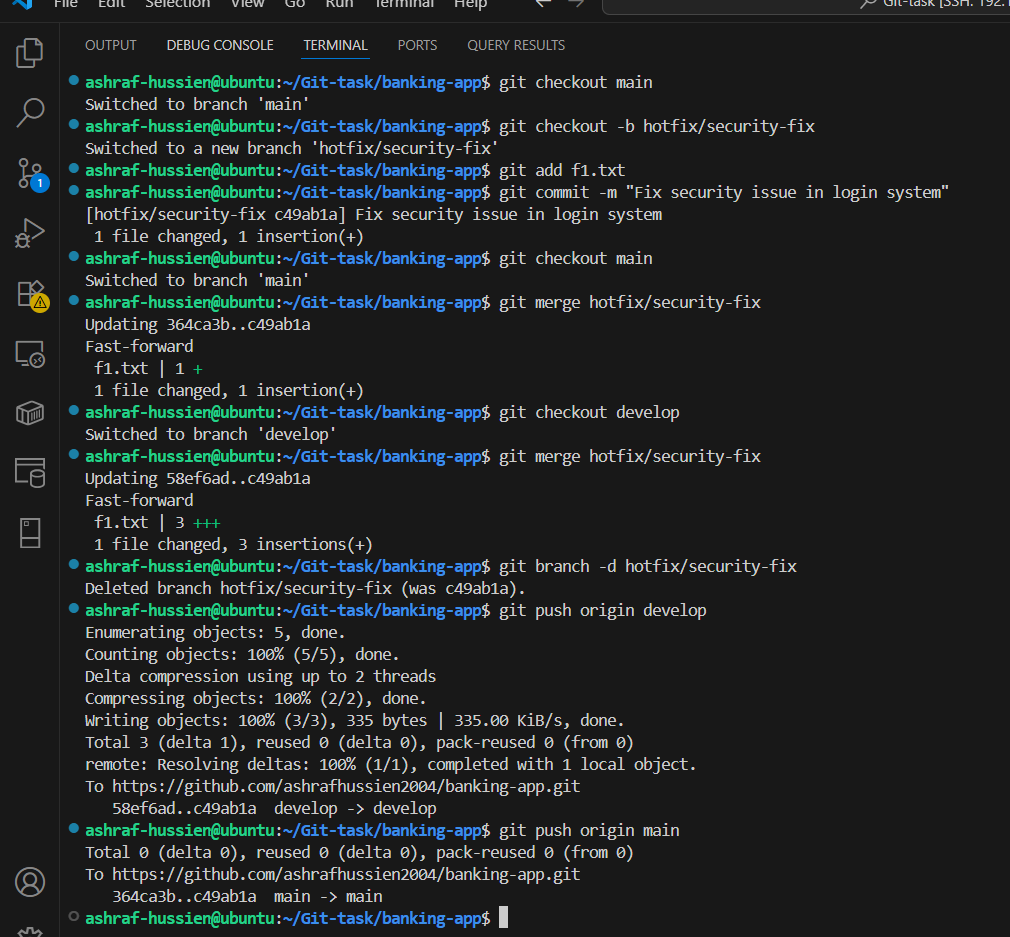 File Edit Selection View Go Run Terminal Help Git-task [SSH: 192.1
OUTPUT DEBUG CONSOLE TERMINAL PORTS QUERY RESULTS
ashraf-hussien@ubuntu:~/Git-task/banking-app$ git checkout main
Switched to branch 'main'
ashraf-hussien@ubuntu:~/Git-task/banking-app$ git checkout -b hotfix/security-fix
Switched to a new branch 'hotfix/security-fix'
ashraf-hussien@ubuntu:~/Git-task/banking-app$ git add f1.txt
ashraf-hussien@ubuntu:~/Git-task/banking-app$ git commit -m "Fix security issue in login system"
[hotfix/security-fix c49ab1a] Fix security issue in login system
1 file changed, 1 insertion(+)
ashraf-hussien@ubuntu:~/Git-task/banking-app$ git checkout main
Switched to branch 'main'
ashraf-hussien@ubuntu:~/Git-task/banking-app$ git merge hotfix/security-fix
Updating 364ca3b..c49ab1a
Fast-forward
f1.txt | 1 +
1 file changed, 1 insertion(+)
ashraf-hussien@ubuntu:~/Git-task/banking-app$ git checkout develop
Switched to branch 'develop'
ashraf-hussien@ubuntu:~/Git-task/banking-app$ git merge hotfix/security-fix
Updating 58ef6ad..c49ab1a
Fast-forward
f1.txt | 3 +++
1 file changed, 3 insertions(+)
ashraf-hussien@ubuntu:~/Git-task/banking-app$ git branch -d hotfix/security-fix
Deleted branch hotfix/security-fix (was c49ab1a).
ashraf-hussien@ubuntu:~/Git-task/banking-app$ git push origin develop
Enumerating objects: 5, done.
Counting objects: 100% (5/5), done.
Delta compression using up to 2 threads
Compressing objects: 100% (2/2), done.
Writing objects: 100% (3/3), 335 bytes | 335.00 KiB/s, done.
Total 3 (delta 1), reused 0 (delta 0), pack-reused 0 (from 0)
remote: Resolving deltas: 100% (1/1), completed with 1 local object.
To https://github.com/ashrafhussien2004/banking-app.git
58ef6ad..c49ab1a develop -> develop
ashraf-hussien@ubuntu:~/Git-task/banking-app$ git push origin main
Total 0 (delta 0), reused 0 (delta 0), pack-reused 0 (from 0)
To https://github.com/ashrafhussien2004/banking-app.git
364ca3b..c49ab1a main -> main
ashraf-hussien@ubuntu:~/Git-task/banking-app$
1